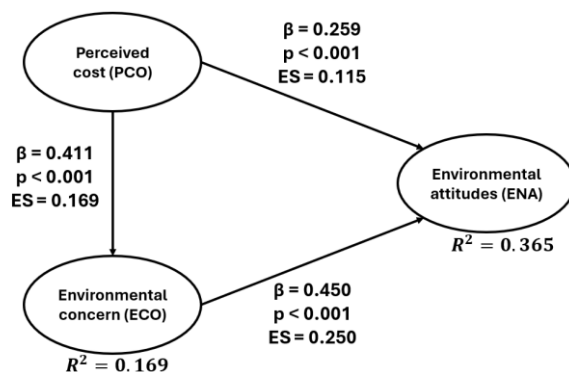 β = 0.259
p < 0.001
ES = 0.115
Perceived
cost (PCO)
β = 0.411
p < 0.001
ES = 0.169
Environmental
attitudes (ENA)
R² = 0.365
Environmental
concern (ECO)
R² = 0.169
β = 0.450
p < 0.001
ES = 0.250